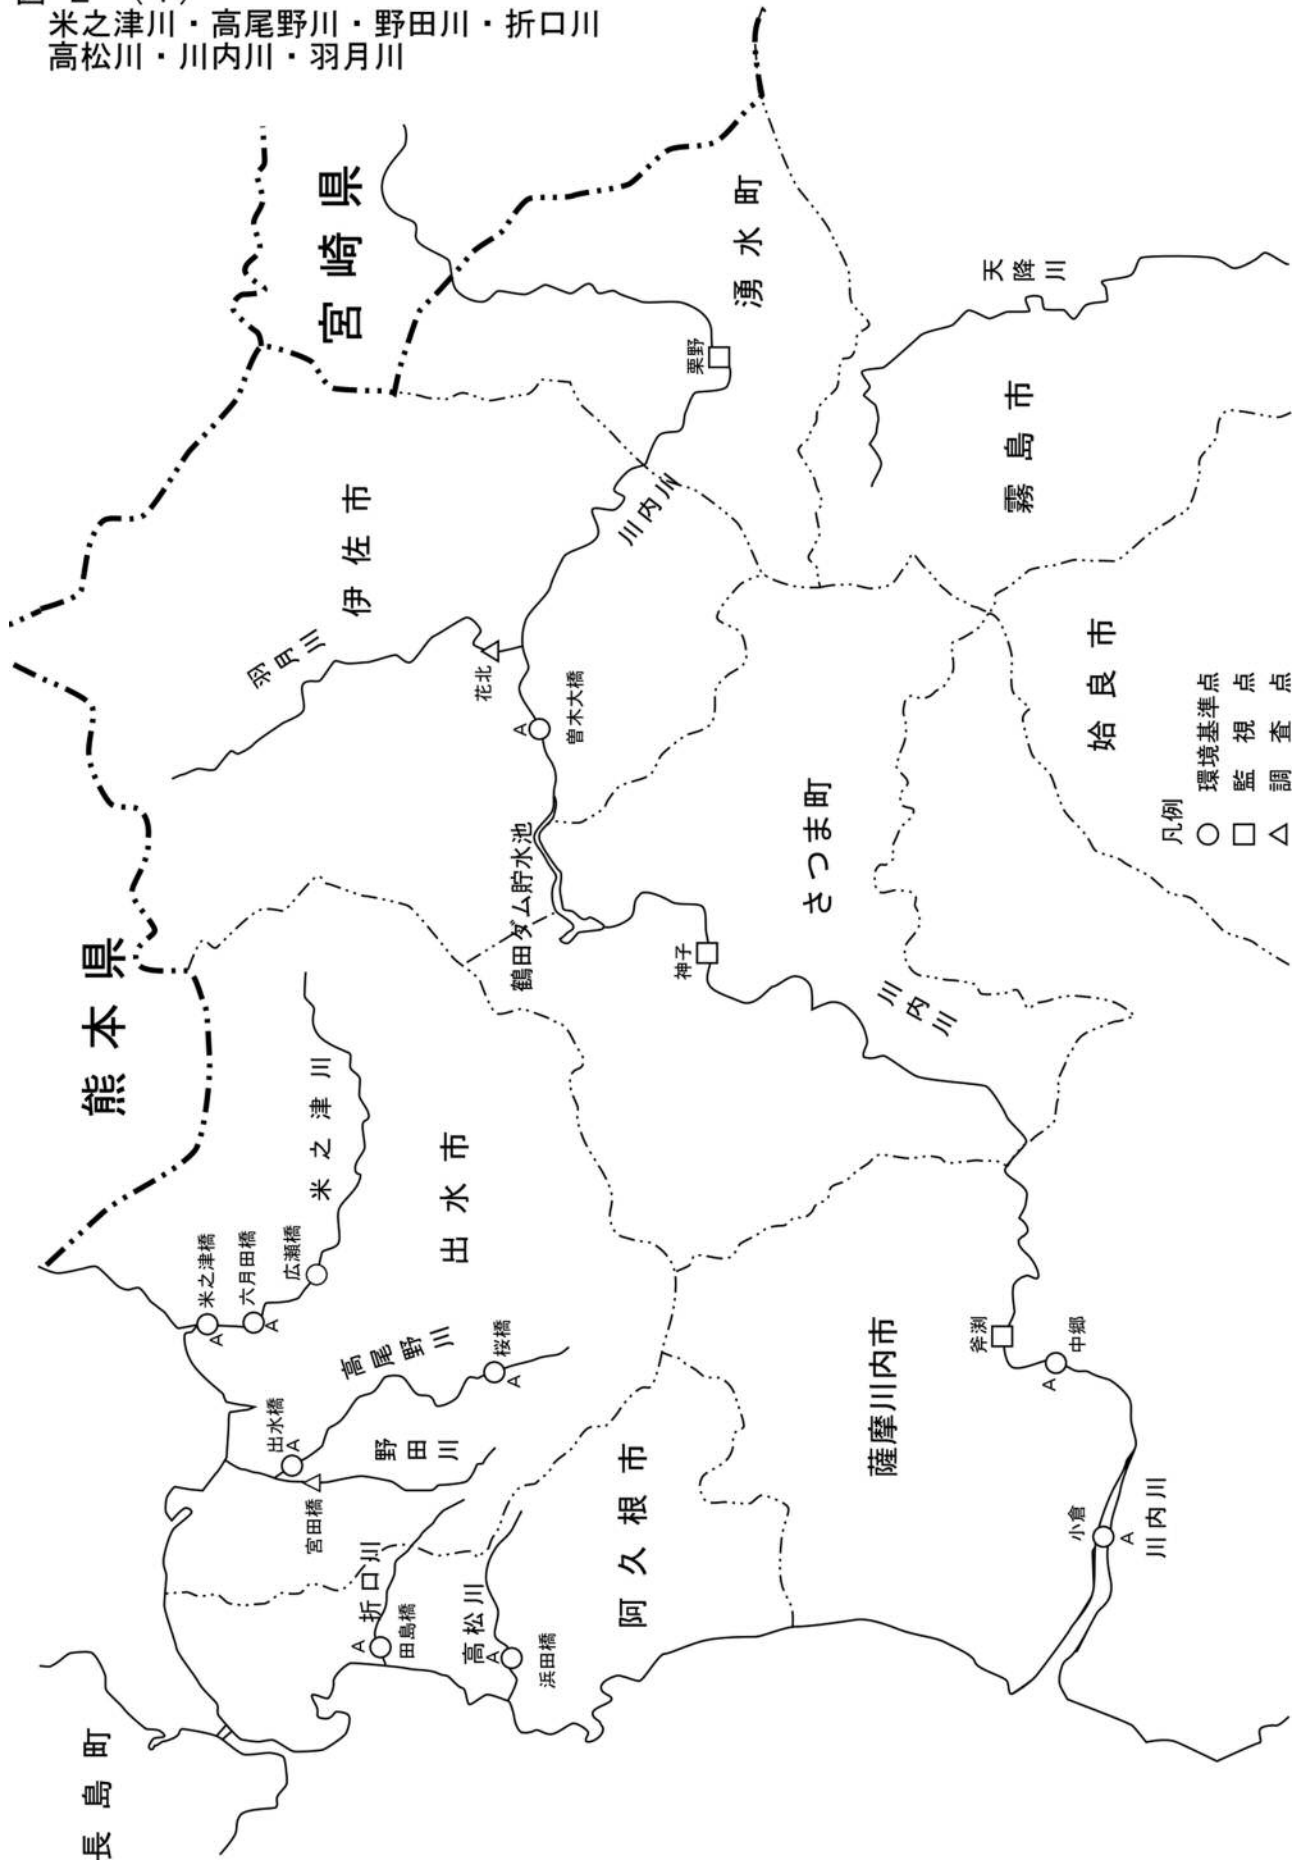 米之津川・高尾野川・野田川・折口川
高松川・川内川・羽月川
熊本県
宮崎県
長島町
出水市
伊佐市
湧水町
阿久根市
薩摩川内市
さつま町
霧島市
姶良市
米之津川
米之津橋
A
六月田橋
A
広瀬橋
高尾野川
出水橋
A
桜橋
A
野田川
宮田橋
折口川
田島橋
A
高松川
浜田橋
A
羽月川
花北
曽木大橋
A
鶴田ダム貯水池
川内川
栗野
神子
川内川
斧渕
中郷
A
小倉
A
川内川
天降川
凡例
○ 環境基準点
□ 監視点
△ 調査点